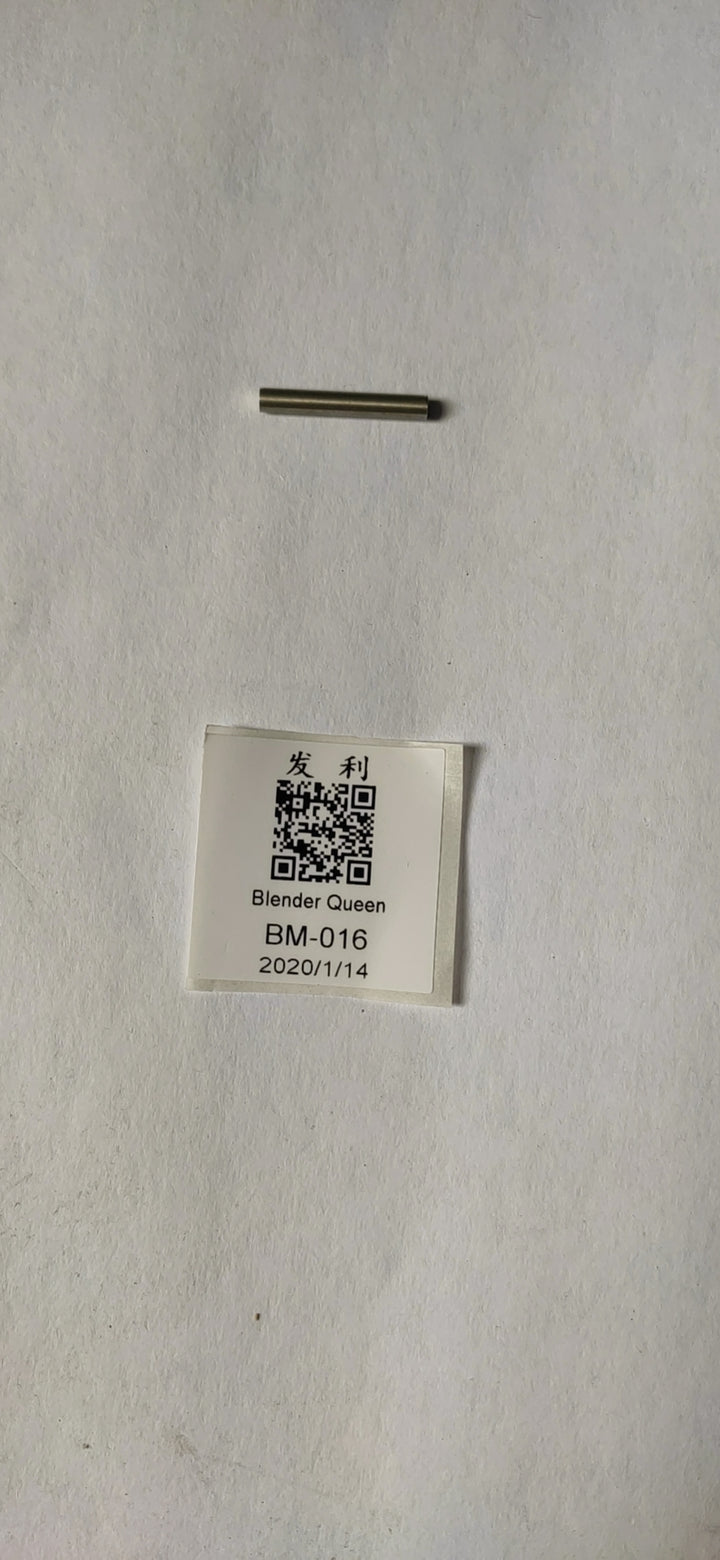 发 利
Blender Queen
BM-016
2020/1/14